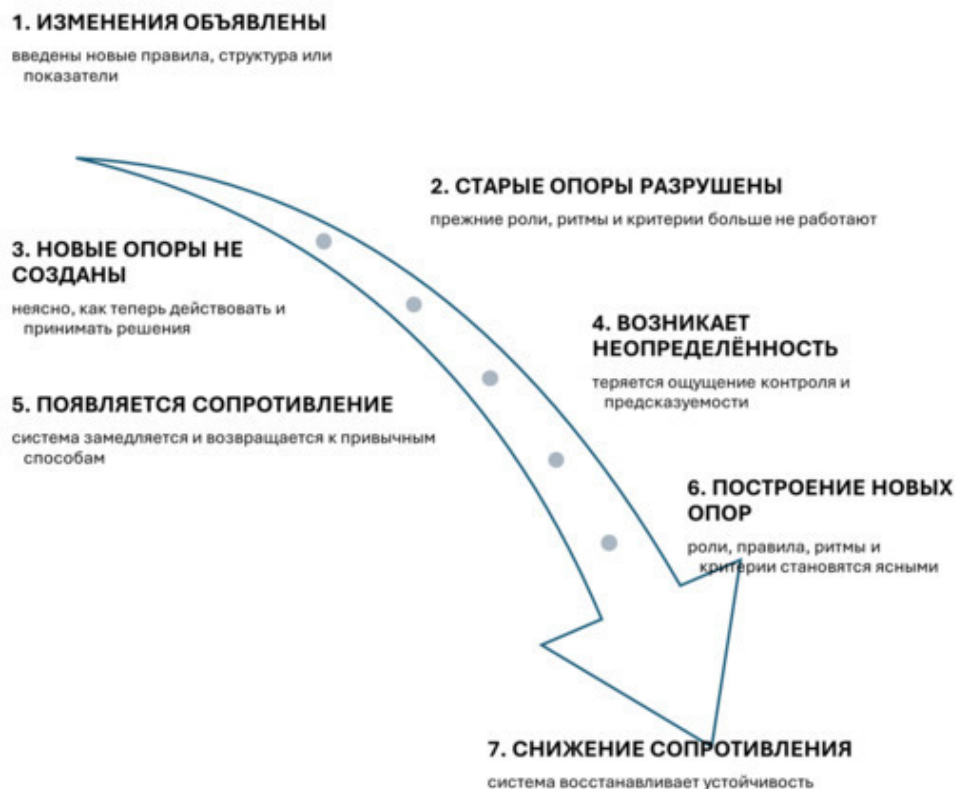 1. ИЗМЕНЕНИЯ ОБЪЯВЛЕНЫ
введены новые правила, структура или
показатели
2. СТАРЫЕ ОПОРЫ РАЗРУШЕНЫ
прежние роли, ритмы и критерии больше не работают
3. НОВЫЕ ОПОРЫ НЕ
СОЗДАНЫ
неясно, как теперь действовать и
принимать решения
4. ВОЗНИКАЕТ
НЕОПРЕДЕЛЁННОСТЬ
теряется ощущение контроля и
предсказуемости
5. ПОЯВЛЯЕТСЯ СОПРОТИВЛЕНИЕ
система замедляется и возвращается к привычным
способам
6. ПОСТРОЕНИЕ НОВЫХ
ОПОР
роли, правила, ритмы и
критерии становятся ясными
7. СНИЖЕНИЕ СОПРОТИВЛЕНИЯ
система восстанавливает устойчивость